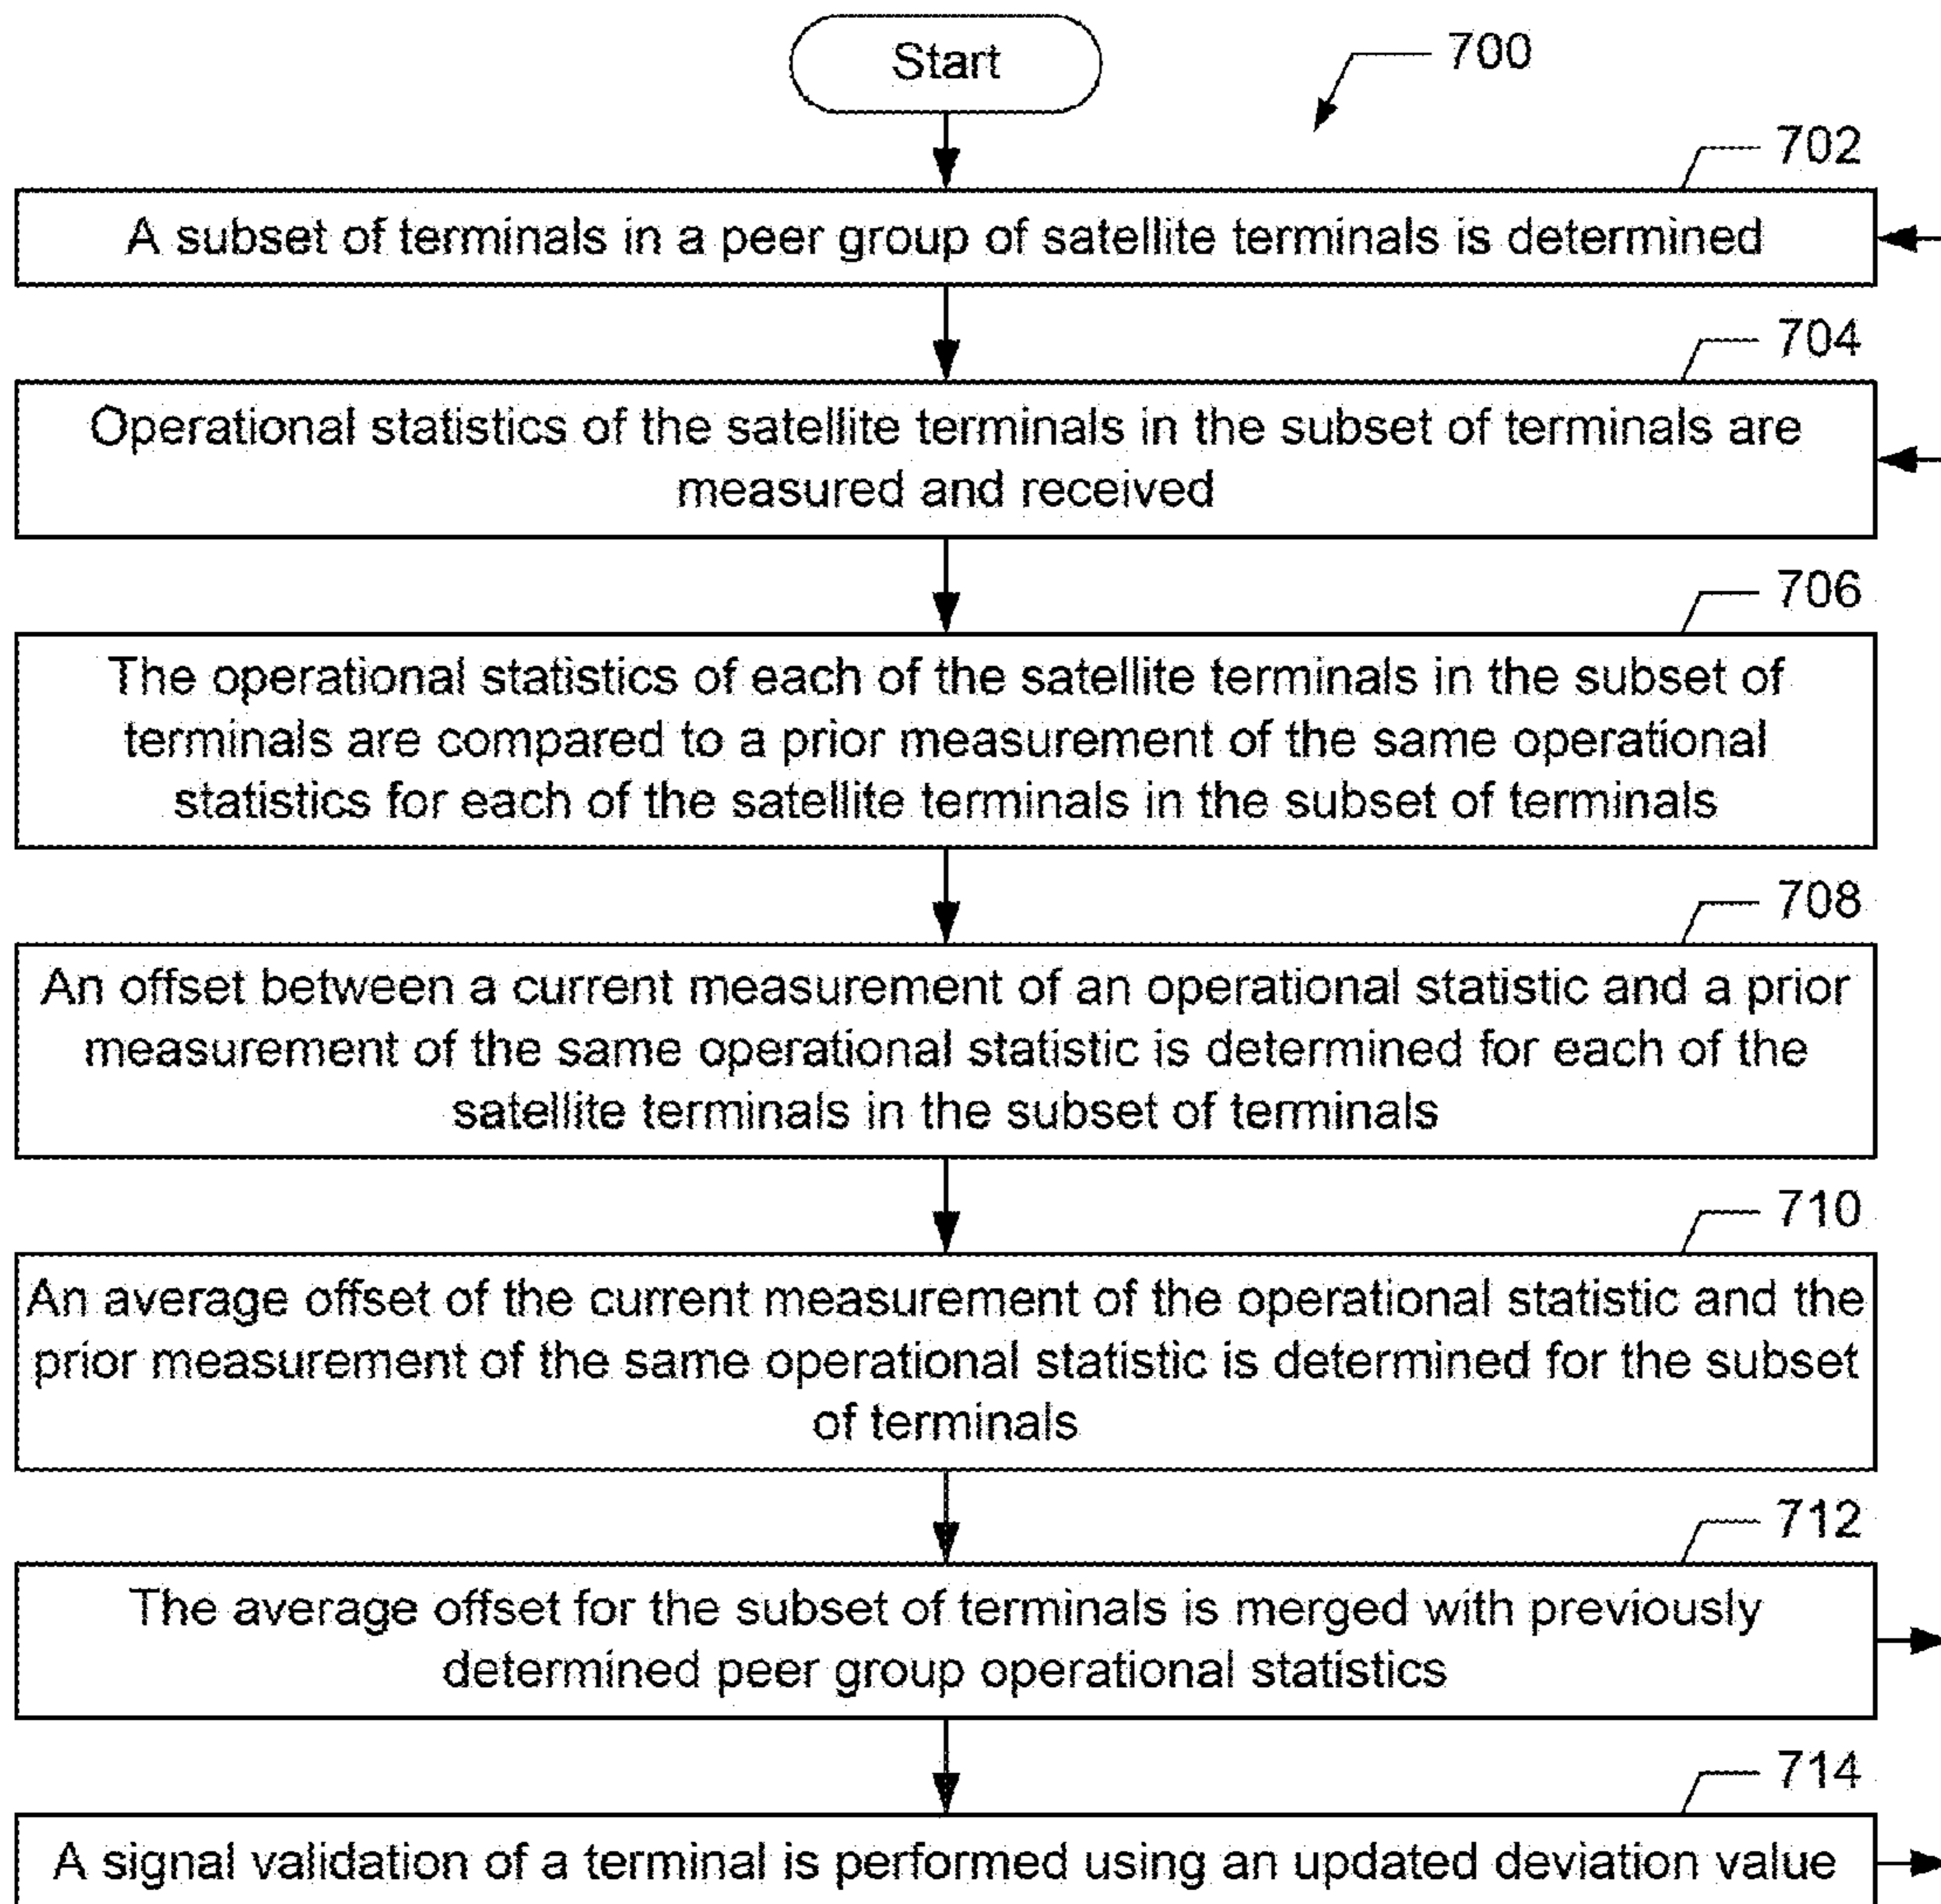 Start
700
702
A subset of terminals in a peer group of satellite terminals is determined
704
Operational statistics of the satellite terminals in the subset of terminals are
measured and received
706
The operational statistics of each of the satellite terminals in the subset of
terminals are compared to a prior measurement of the same operational
statistics for each of the satellite terminals in the subset of terminals
708
An offset between a current measurement of an operational statistic and a prior
measurement of the same operational statistic is determined for each of the
satellite terminals in the subset of terminals
710
An average offset of the current measurement of the operational statistic and the
prior measurement of the same operational statistic is determined for the subset
of terminals
712
The average offset for the subset of terminals is merged with previously
determined peer group operational statistics
714
A signal validation of a terminal is performed using an updated deviation value